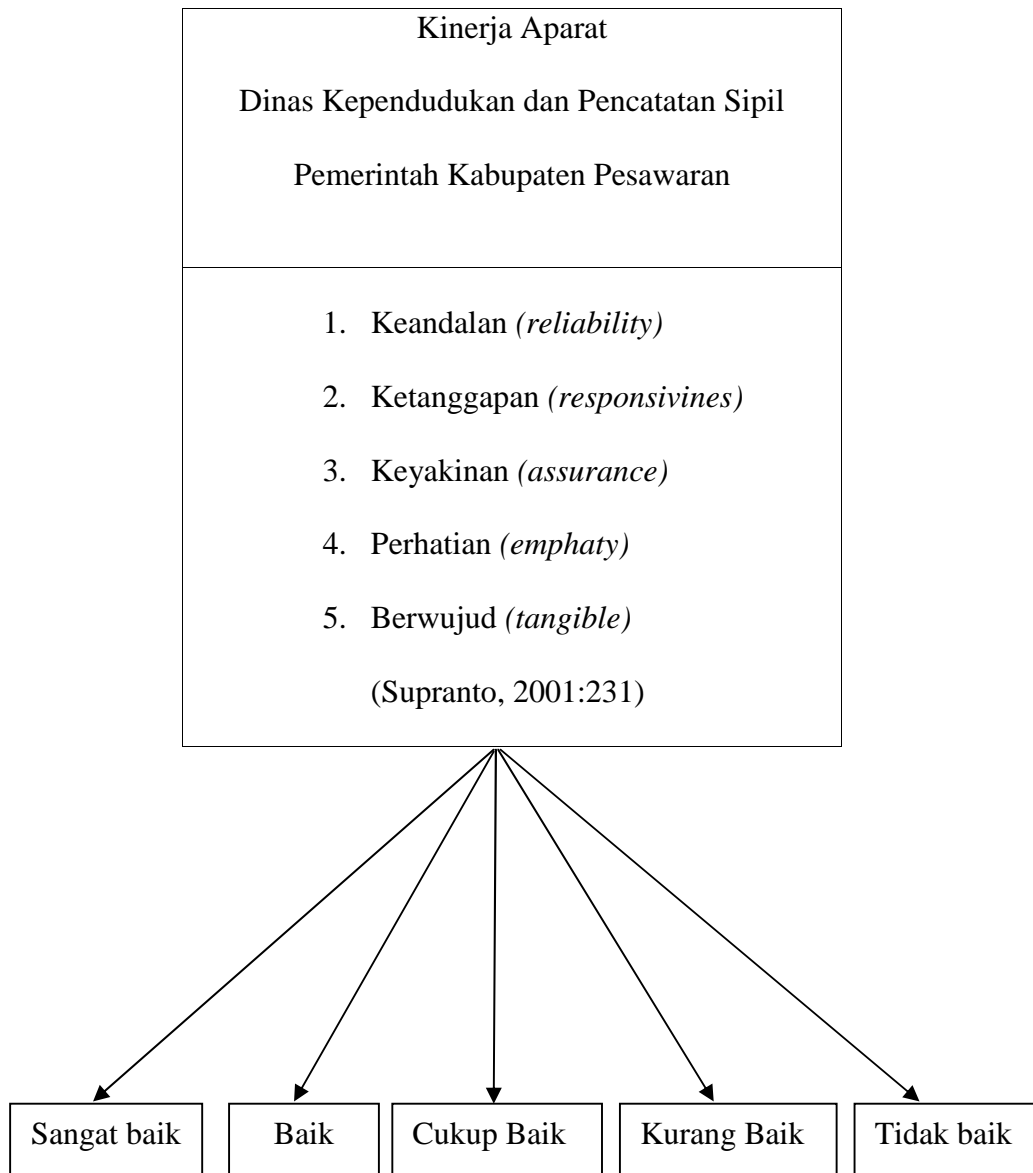 Kinerja Aparat
Dinas Kependudukan dan Pencatatan Sipil
Pemerintah Kabupaten Pesawaran
1. Keandalan (reliability)
2. Ketanggapan (responsivines)
3. Keyakinan (assurance)
4. Perhatian (emphaty)
5. Berwujud (tangible)
(Supranto, 2001:231)
Sangat baik
Baik
Cukup Baik
Kurang Baik
Tidak baik